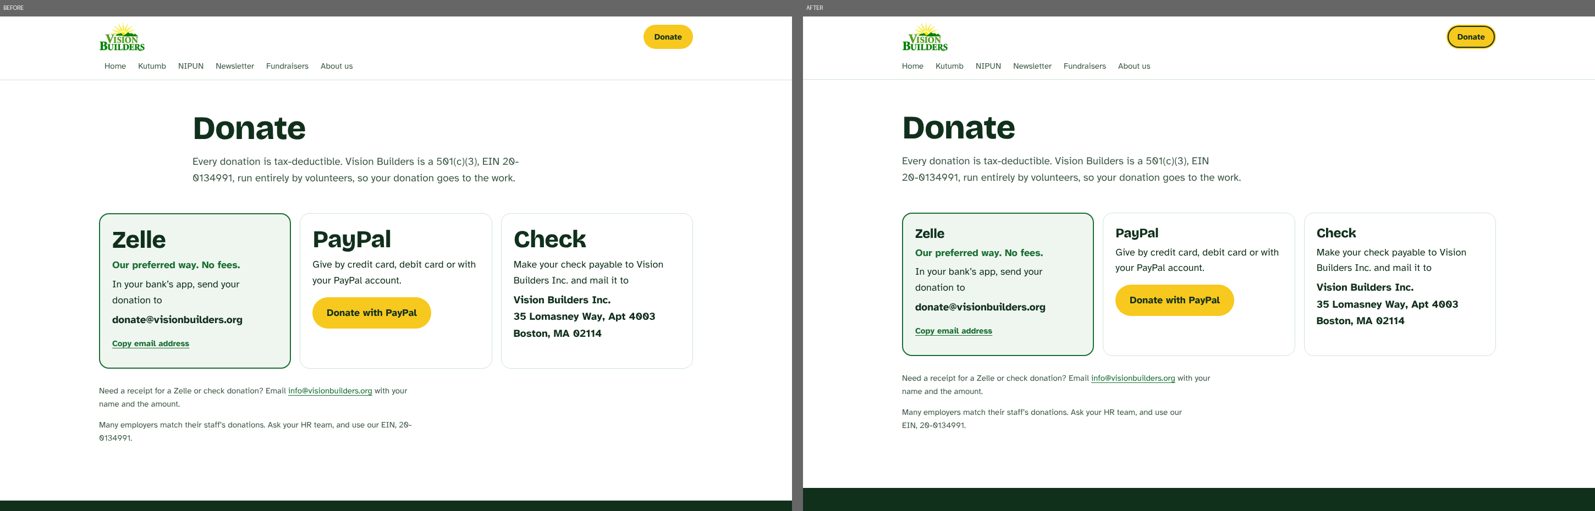 BEFORE
VISION
BUILDERS
Donate
Home Kutumb NIPUN Newsletter Fundraisers About us
Donate
Every donation is tax-deductible. Vision Builders is a 501(c)(3), EIN 20-
0134991, run entirely by volunteers, so your donation goes to the work.
Zelle
Our preferred way. No fees.
In your bank's app, send your
donation to
donate@visionbuilders.org
Copy email address
PayPal
Give by credit card, debit card or with
your PayPal account.
Donate with PayPal
Check
Make your check payable to Vision
Builders Inc. and mail it to
Vision Builders Inc.
35 Lomasney Way, Apt 4003
Boston, MA 02114
Need a receipt for a Zelle or check donation? Email info@visionbuilders.org with your
name and the amount.
Many employers match their staff's donations. Ask your HR team, and use our EIN, 20-
0134991.
AFTER
VISION
BUILDERS
Donate
Home Kutumb NIPUN Newsletter Fundraisers About us
Donate
Every donation is tax-deductible. Vision Builders is a 501(c)(3), EIN
20-0134991, run entirely by volunteers, so your donation goes to the work.
Zelle
Our preferred way. No fees.
In your bank's app, send your
donation to
donate@visionbuilders.org
Copy email address
PayPal
Give by credit card, debit card or with
your PayPal account.
Donate with PayPal
Check
Make your check payable to Vision
Builders Inc. and mail it to
Vision Builders Inc.
35 Lomasney Way, Apt 4003
Boston, MA 02114
Need a receipt for a Zelle or check donation? Email info@visionbuilders.org with your
name and the amount.
Many employers match their staff's donations. Ask your HR team, and use our
EIN, 20-0134991.